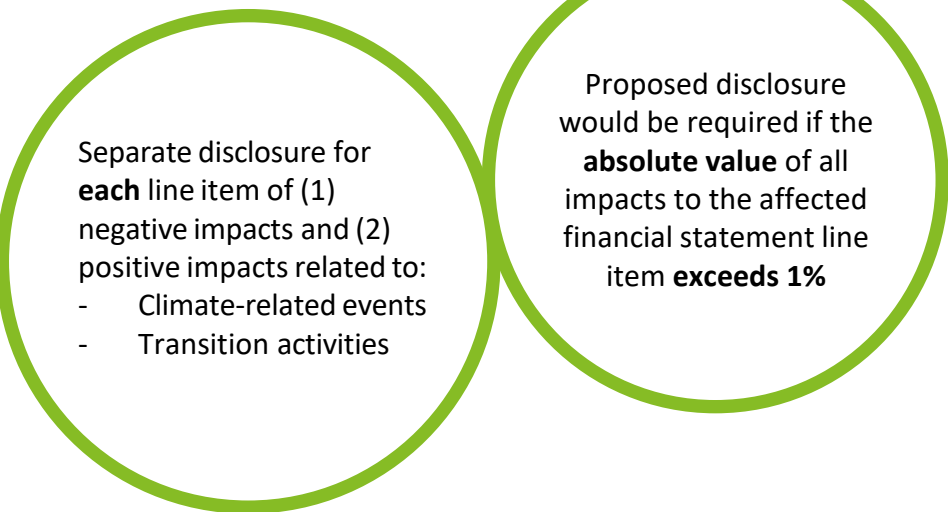 Separate disclosure for
each line item of (1)
negative impacts and (2)
positive impacts related to:
- Climate-related events
- Transition activities
Proposed disclosure
would be required if the
absolute value of all
impacts to the affected
financial statement line
item exceeds 1%